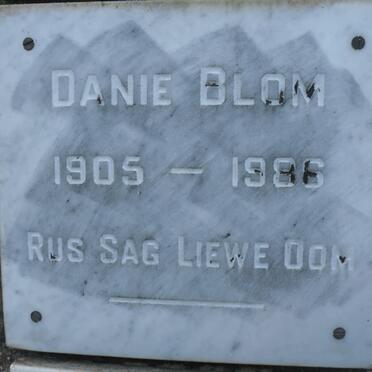 DANIE BLOM
1905 — 1986
RUS SAG LIEWE OOM